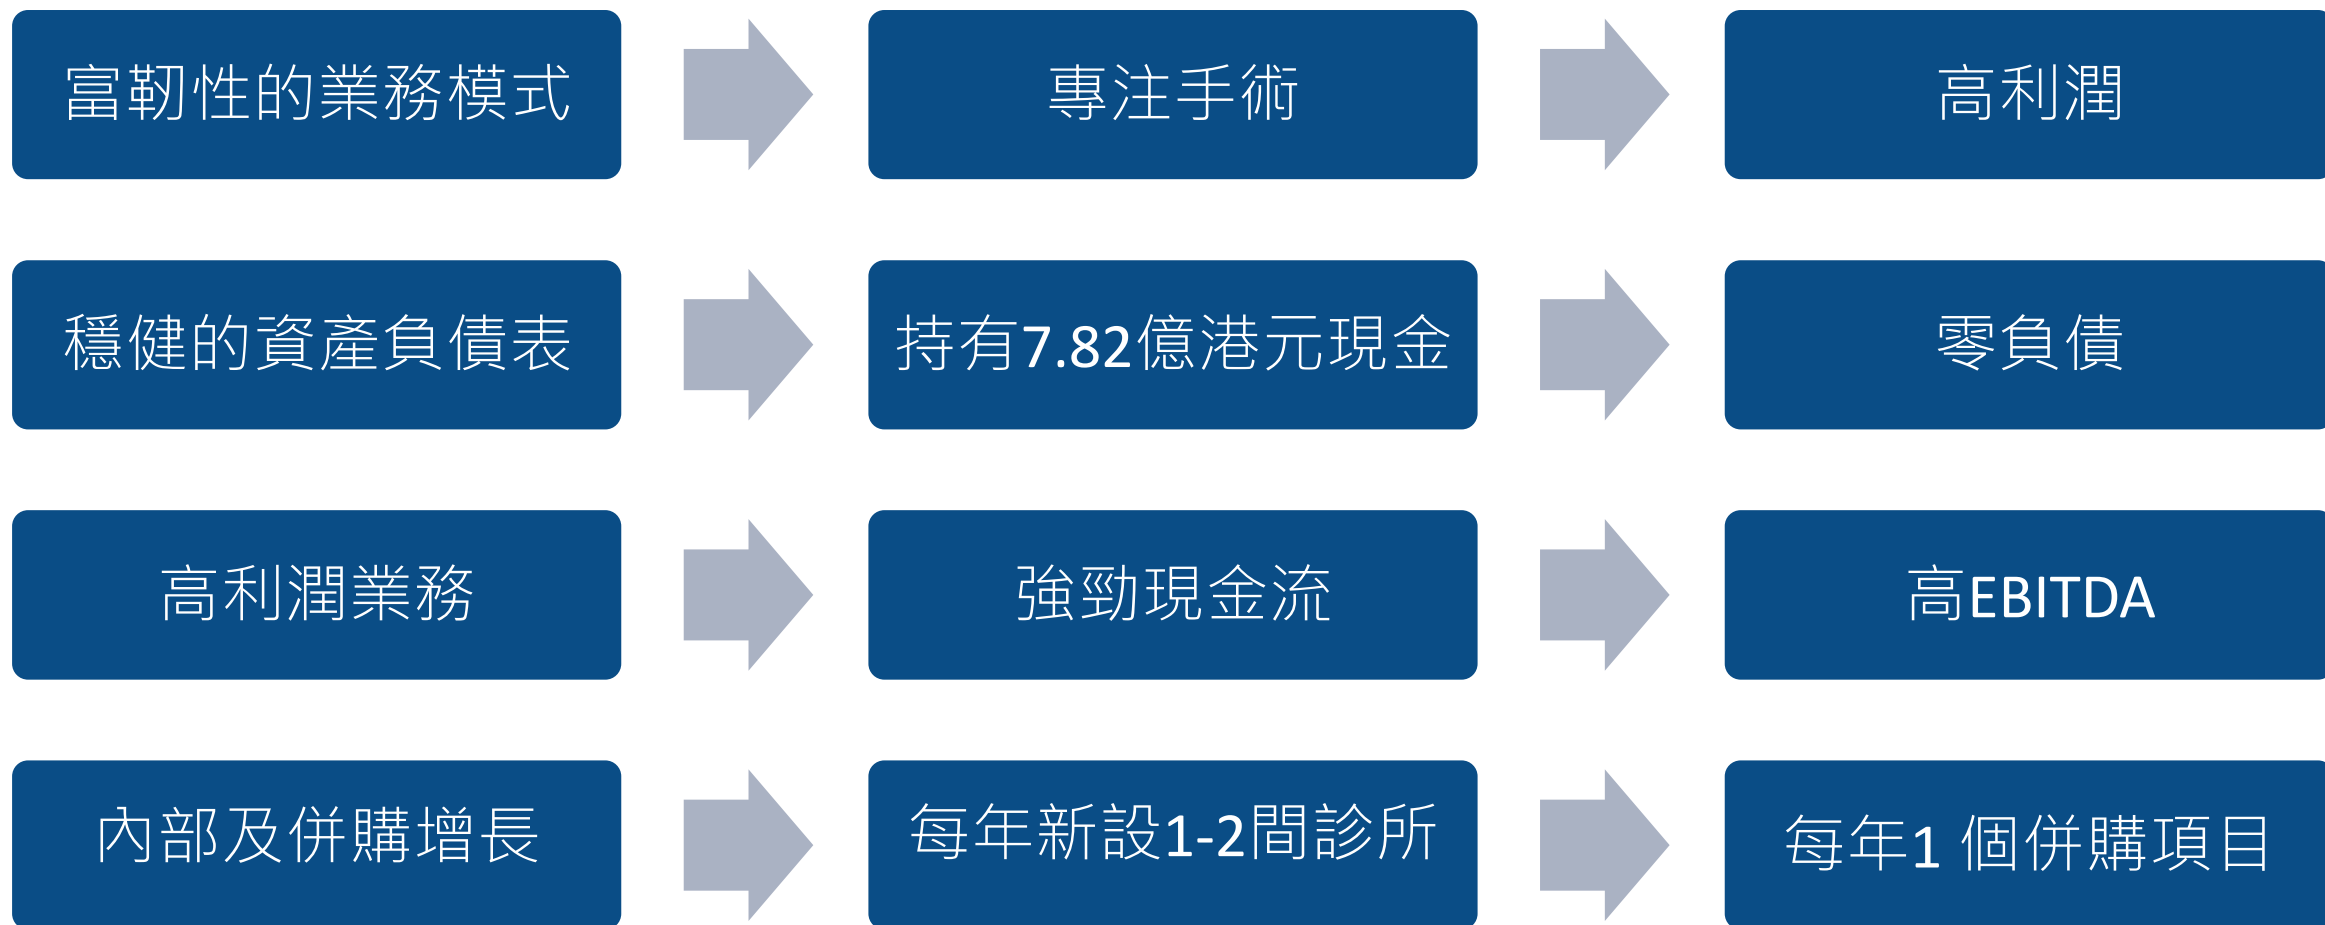 富韌性的業務模式
專注手術
高利潤
穩健的資產負債表
持有7.82億港元現金
零負債
高利潤業務
強勁現金流
高EBITDA
內部及併購增長
每年新設1-2間診所
每年1 個併購項目